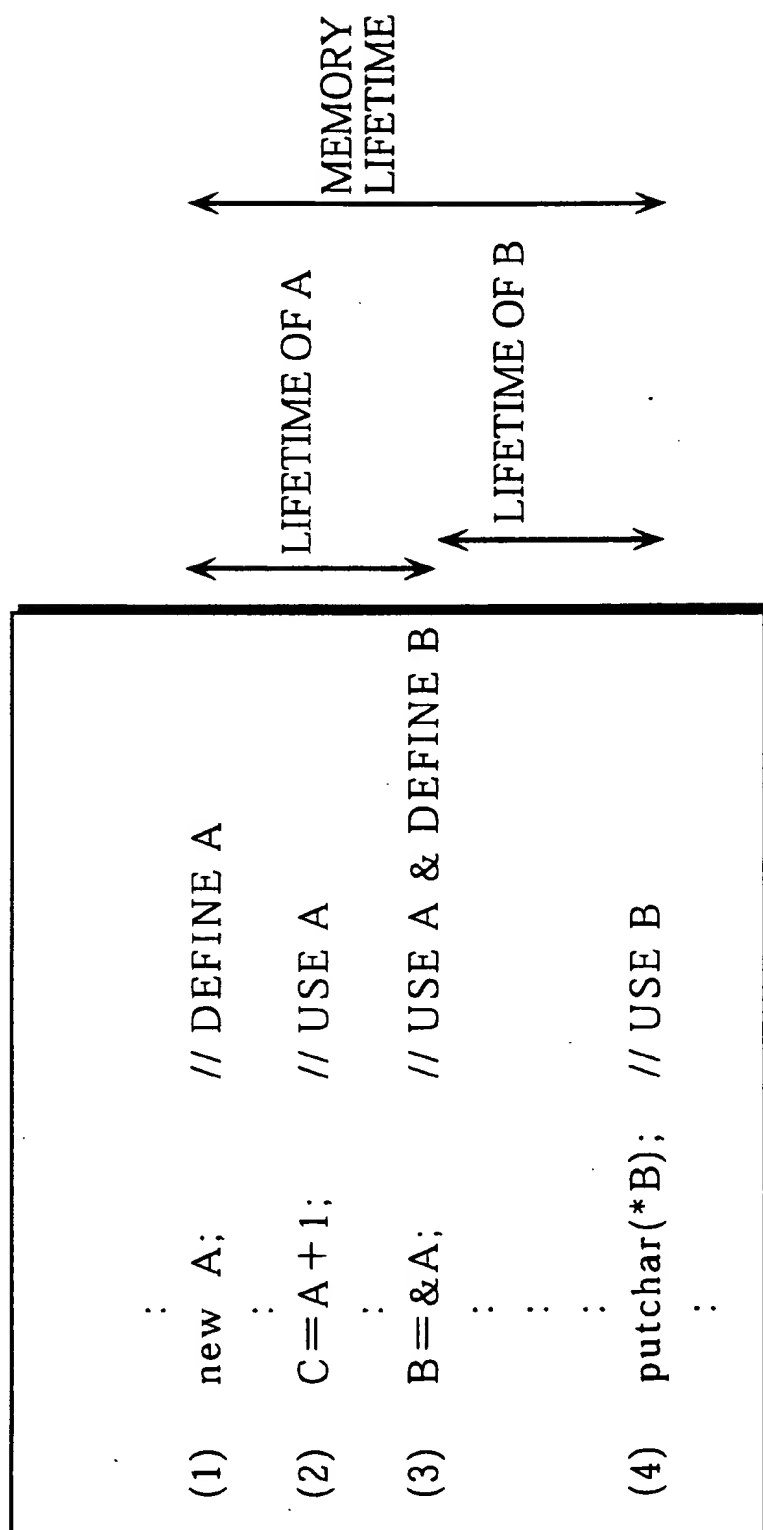 :
(1) new A; // DEFINE A
:
(2) C=A+1; // USE A
:
(3) B=&A; // USE A & DEFINE B
:
:
:
(4) putchar(*B); // USE B
:
LIFETIME OF A
LIFETIME OF B
MEMORY
LIFETIME